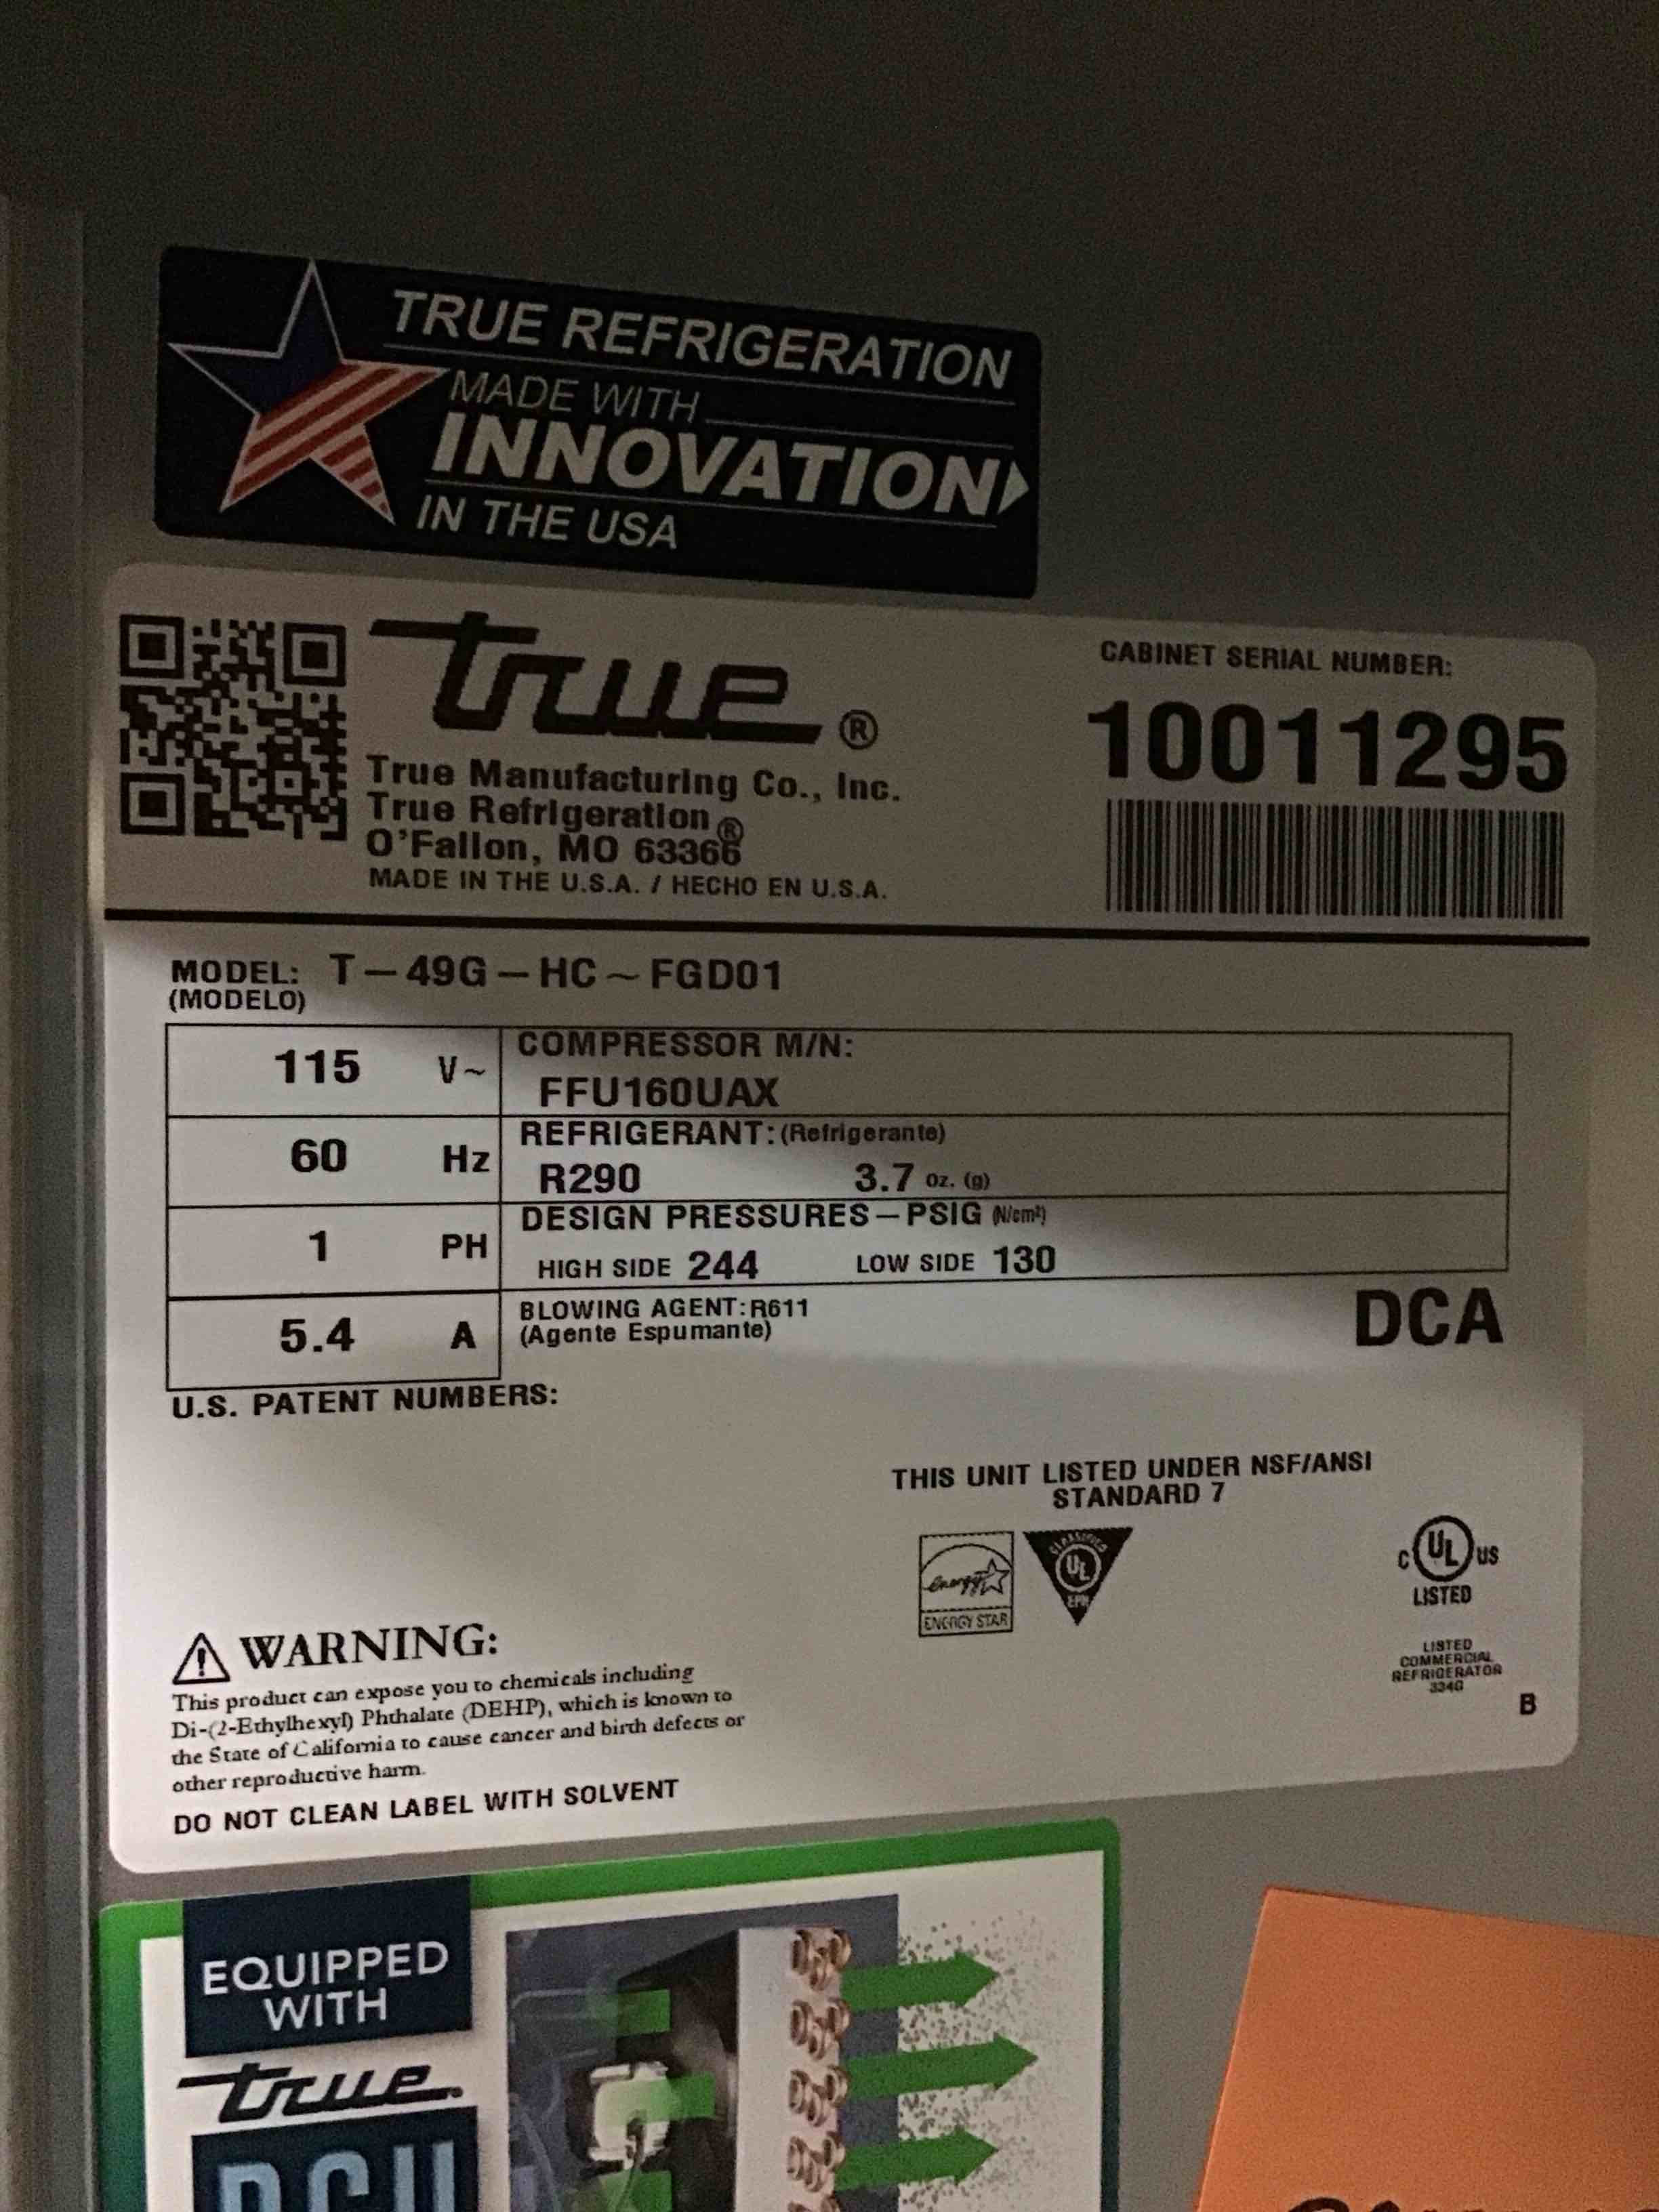 TRUE REFRIGERATION
MADE WITH
INNOVATION
IN THE USA
true®
True Manufacturing Co., Inc.
True Refrigeration®
O'Fallon, MO 63366
MADE IN THE U.S.A. / HECHO EN U.S.A.
CABINET SERIAL NUMBER:
10011295
MODEL: T-49G-HC~FGD01
(MODELO)
115 V~
60 Hz
1 PH
5.4 A
COMPRESSOR M/N:
FFU160UAX
REFRIGERANT: (Refrigerante)
R290 3.7 oz. (g)
DESIGN PRESSURES-PSIG (N/cm²)
HIGH SIDE 244 LOW SIDE 130
BLOWING AGENT: R611
(Agente Espumante)
DCA
U.S. PATENT NUMBERS:
THIS UNIT LISTED UNDER NSF/ANSI
STANDARD 7
energy
ENERGY STAR
CLASSIFIED
UL
EPH
C UL US
LISTED
LISTED
COMMERCIAL
REFRIGERATOR
334G
B
⚠ WARNING:
This product can expose you to chemicals including
Di-(2-Ethylhexyl) Phthalate (DEHP), which is known to
the State of California to cause cancer and birth defects or
other reproductive harm.
DO NOT CLEAN LABEL WITH SOLVENT
EQUIPPED
WITH
true.